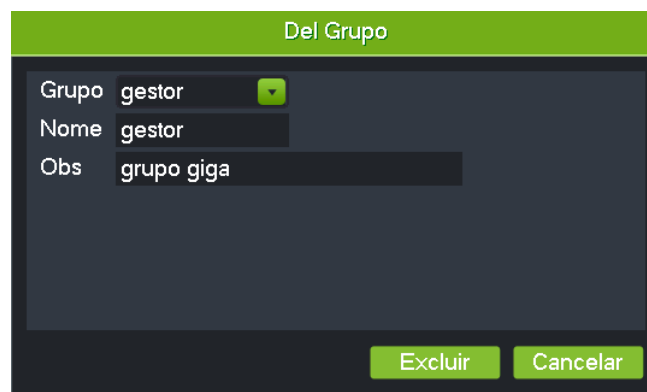 Del Grupo
Grupo gestor
Nome gestor
Obs grupo giga
Excluir Cancelar